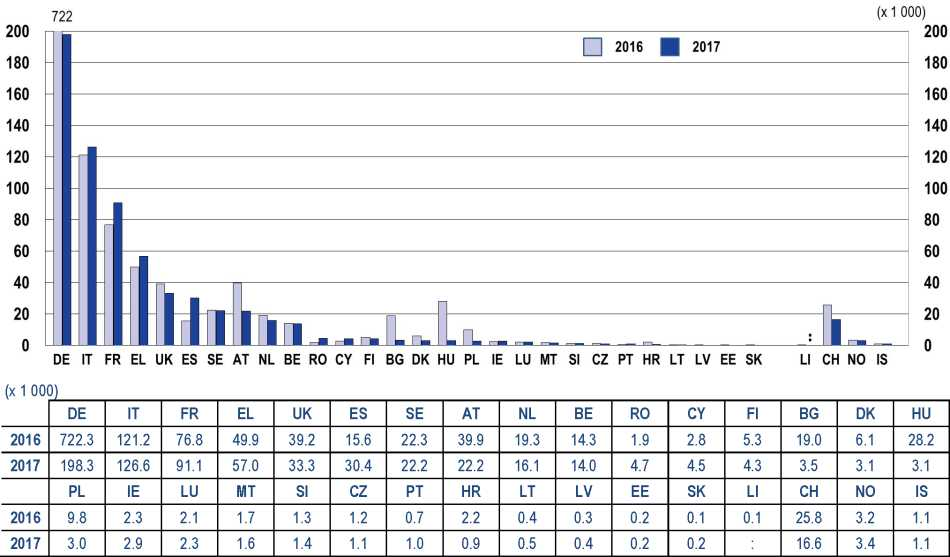 722
(x 1 000)
2016 2017
200 200
180 180
160 160
140 140
120 120
100 100
80 80
60 60
40 40
20 20
0 : 0
DE IT FR EL UK ES SE AT NL BE RO CY FI BG DK HU PL IE LU MT SI CZ PT HR LT LV EE SK LI CH NO IS
(x 1 000)
DE IT FR EL UK ES SE AT NL BE RO CY FI BG DK HU
2016 722.3 121.2 76.8 49.9 39.2 15.6 22.3 39.9 19.3 14.3 1.9 2.8 5.3 19.0 6.1 28.2
2017 198.3 126.6 91.1 57.0 33.3 30.4 22.2 22.2 16.1 14.0 4.7 4.5 4.3 3.5 3.1 3.1
PL IE LU MT SI CZ PT HR LT LV EE SK LI CH NO IS
2016 9.8 2.3 2.1 1.7 1.3 1.2 0.7 2.2 0.4 0.3 0.2 0.1 0.1 25.8 3.2 1.1
2017 3.0 2.9 2.3 1.6 1.4 1.1 1.0 0.9 0.5 0.4 0.2 0.2 : 16.6 3.4 1.1